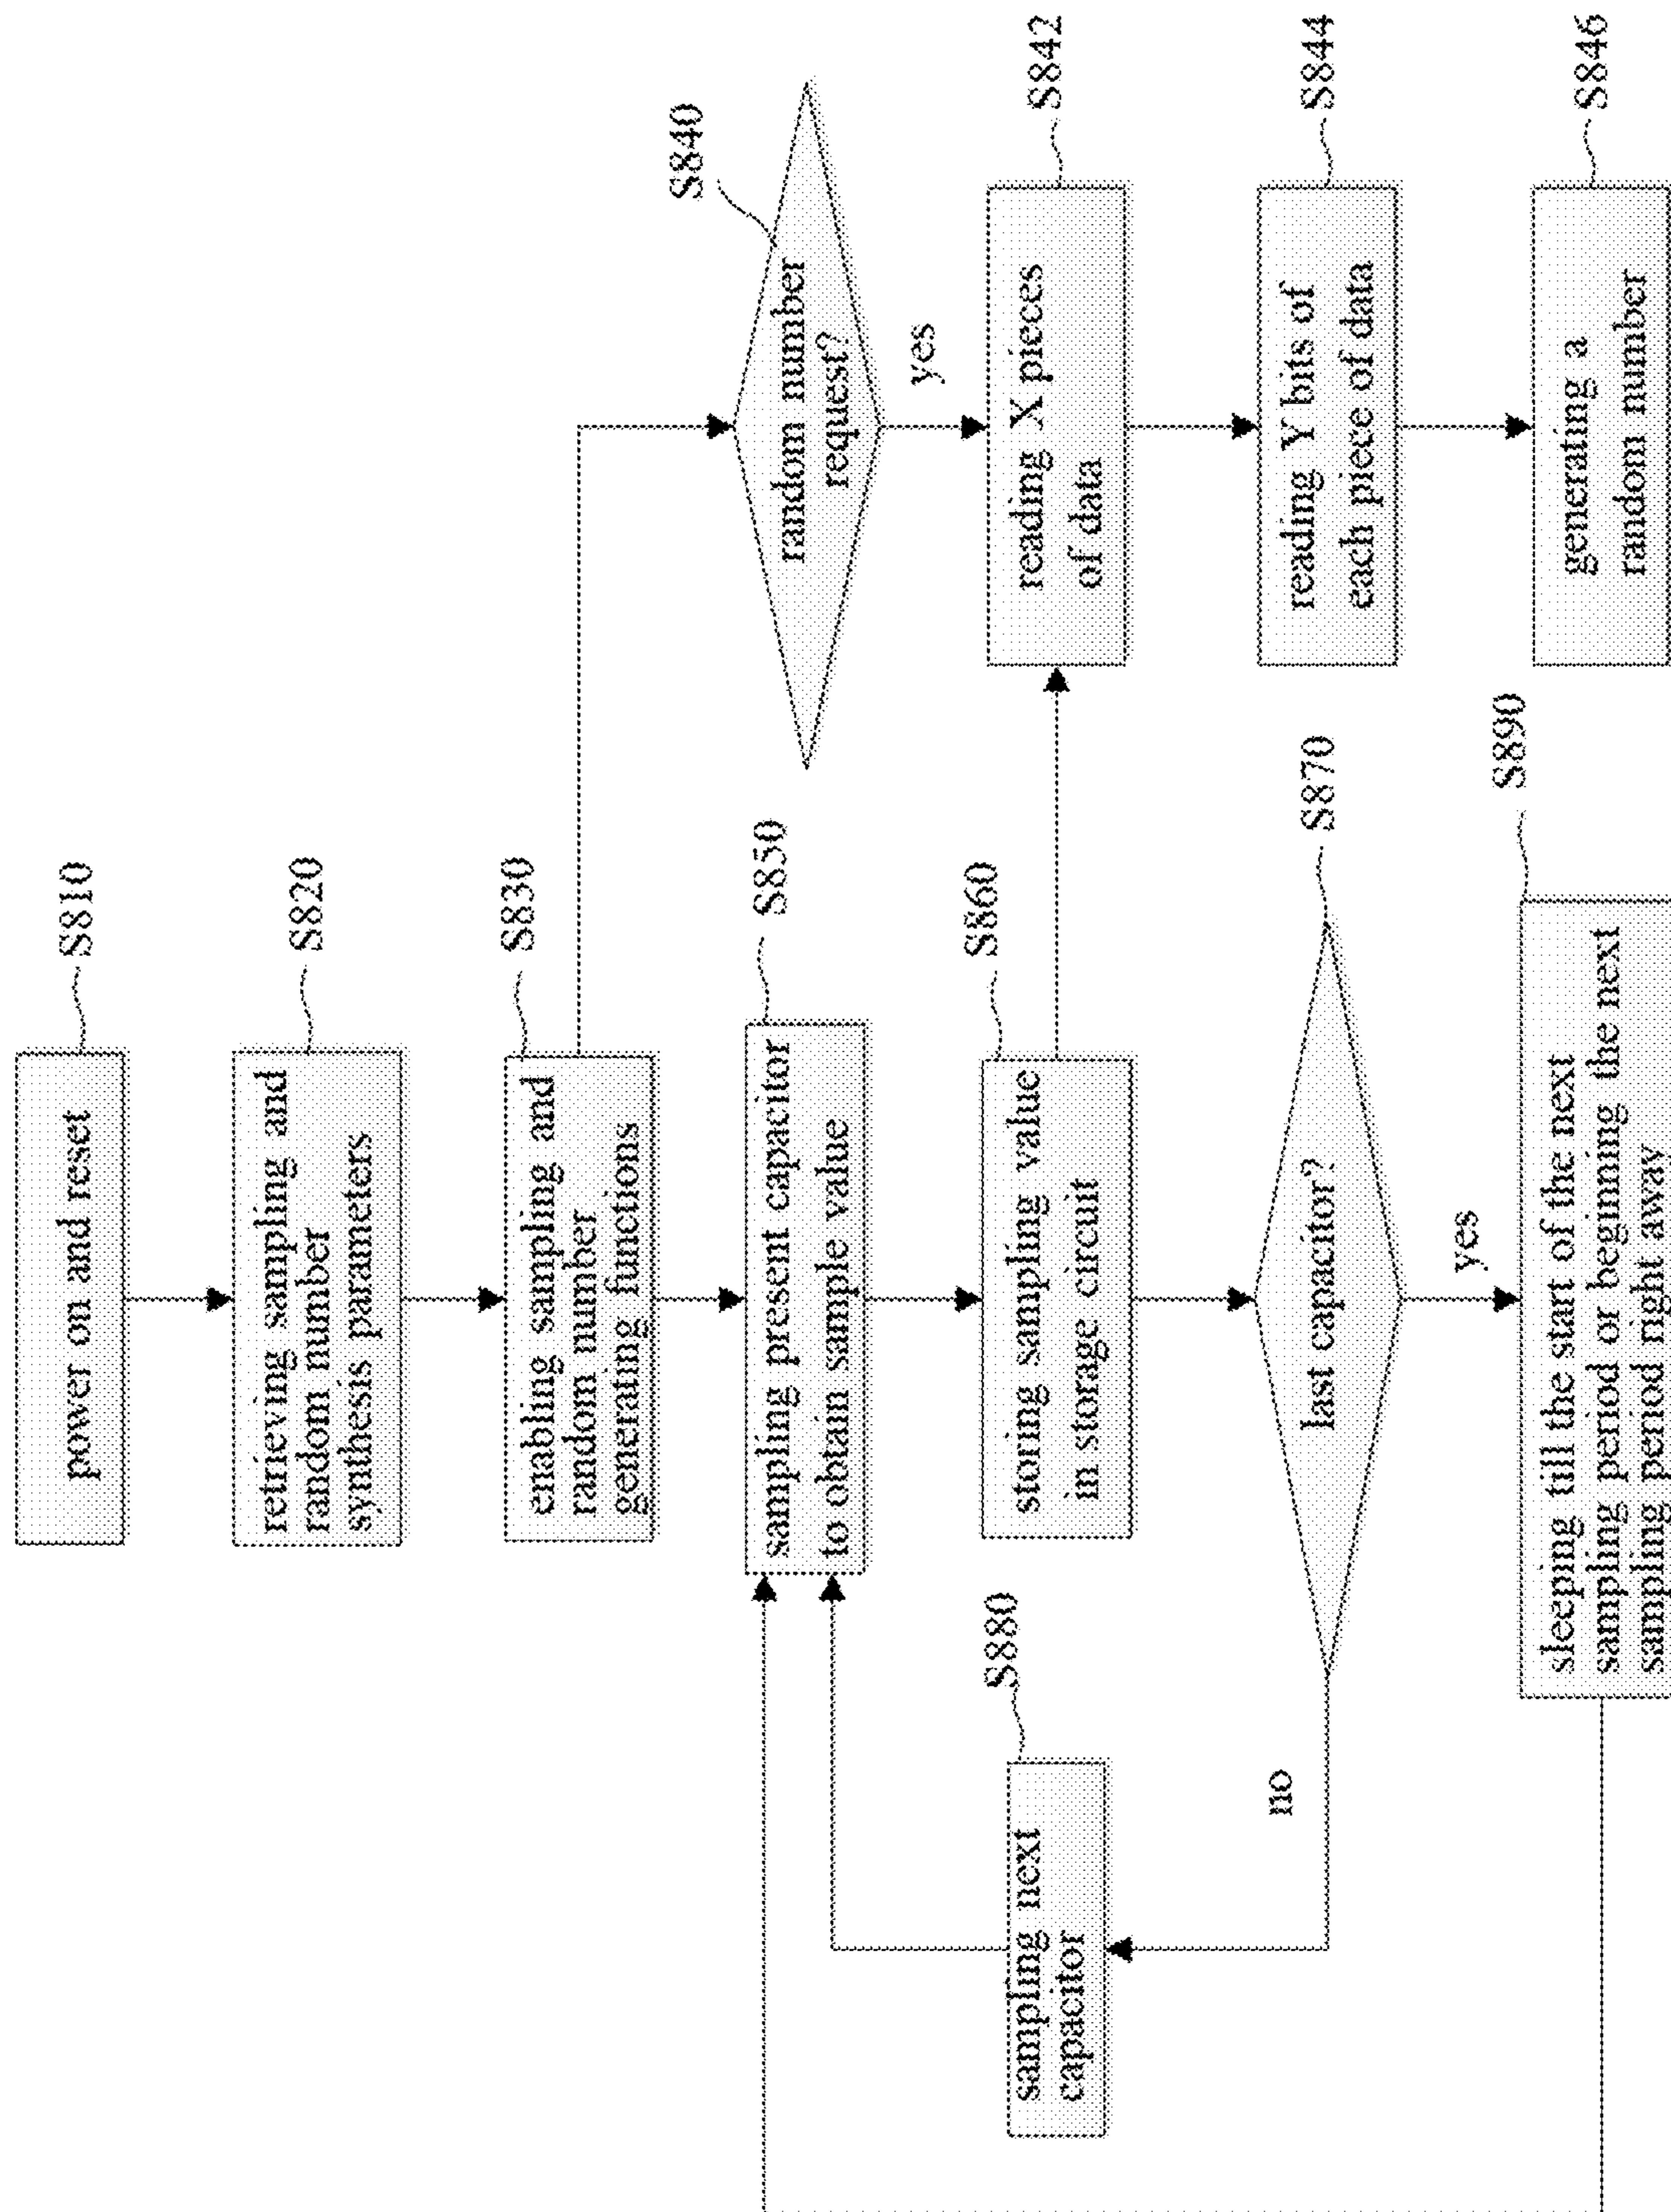 power on and reset
S810
retrieving sampling and
random number
synthesis parameters
S820
enabling sampling and
random number
generating functions
S830
random number
request?
S840
yes
reading X pieces
of data
S842
reading Y bits of
each piece of data
S844
generating a
random number
S846
sampling present capacitor
to obtain sample value
S850
storing sampling value
in storage circuit
S860
last capacitor?
S870
no
yes
sampling next
capacitor
S880
sleeping till the start of the next
sampling period or beginning the next
sampling period right away
S890